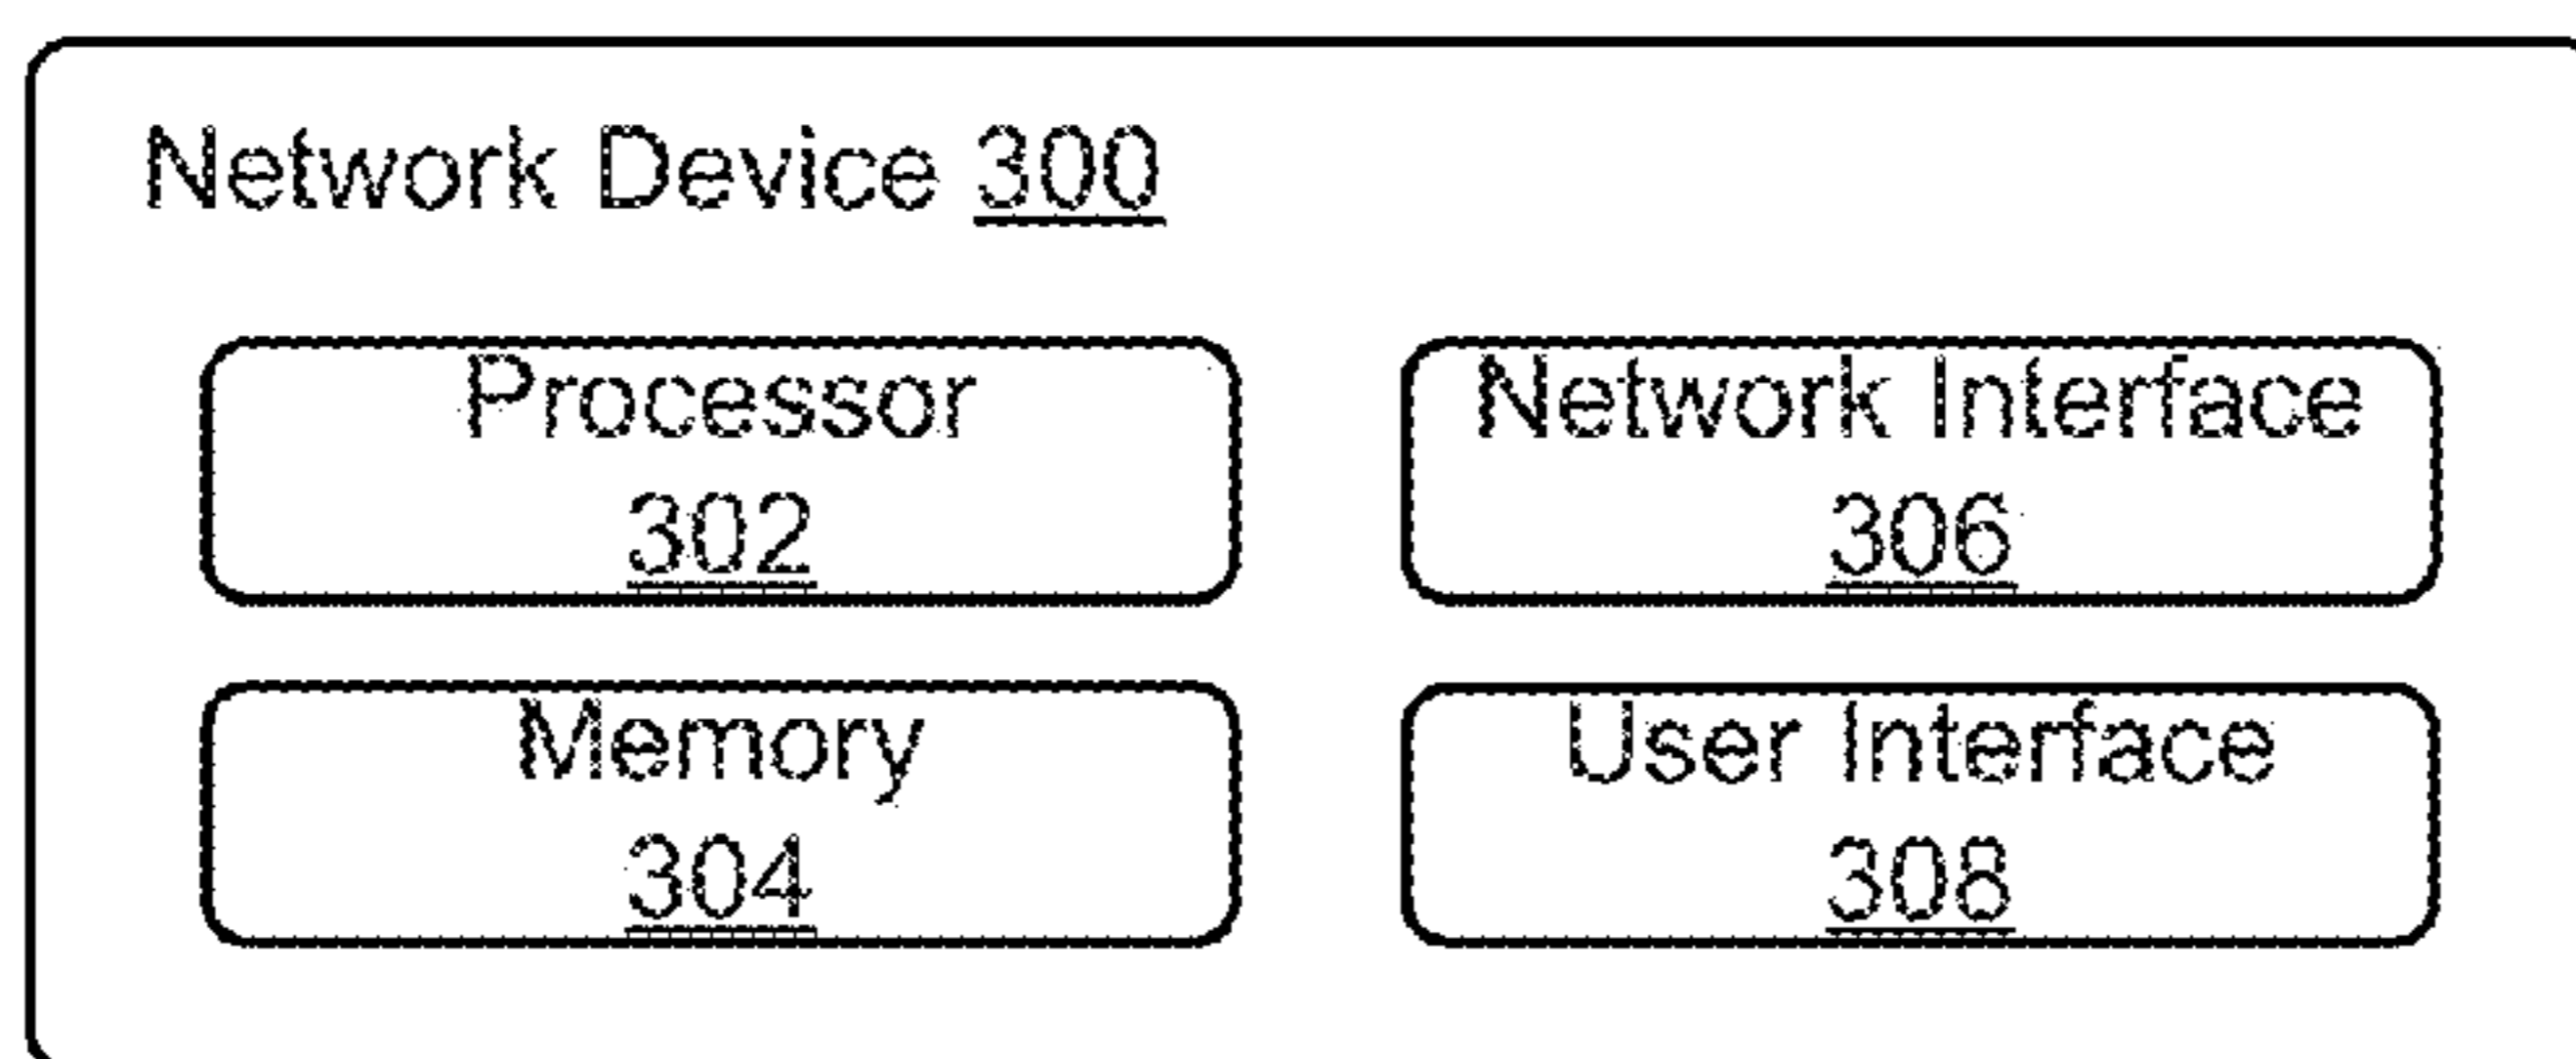 Network Device 300
Processor
302
Network Interface
306
Memory
304
User Interface
308